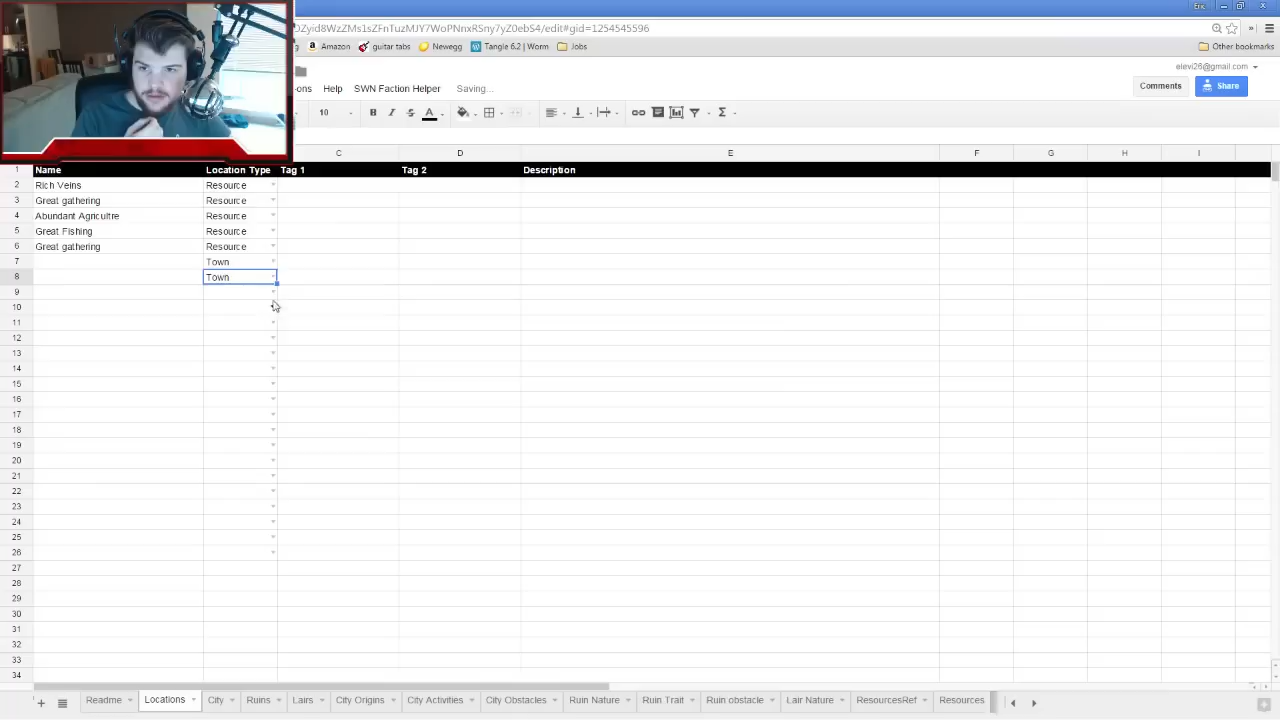 DZyid8WzZMs1sZFnTuzMJY7WoPNnxRSny7yZ0ebS4/edit#gid=1254545596
Amazon guitar tabs Newegg Tangle 6.2 | Worm Jobs Other bookmarks
elevi26@gmail.com
-ons Help SWN Faction Helper Saving... Comments Share
10 B I S A Σ
C D E F G H I
1 Name Location Type Tag 1 Tag 2 Description
2 Rich Veins Resource
3 Great gathering Resource
4 Abundant Agricultre Resource
5 Great Fishing Resource
6 Great gathering Resource
7 Town
8 Town
9
10
11
12
13
14
15
16
17
18
19
20
21
22
23
24
25
26
27
28
29
30
31
32
33
34
+ Readme Locations City Ruins Lairs City Origins City Activities City Obstacles Ruin Nature Ruin Trait Ruin obstacle Lair Nature ResourcesRef Resources